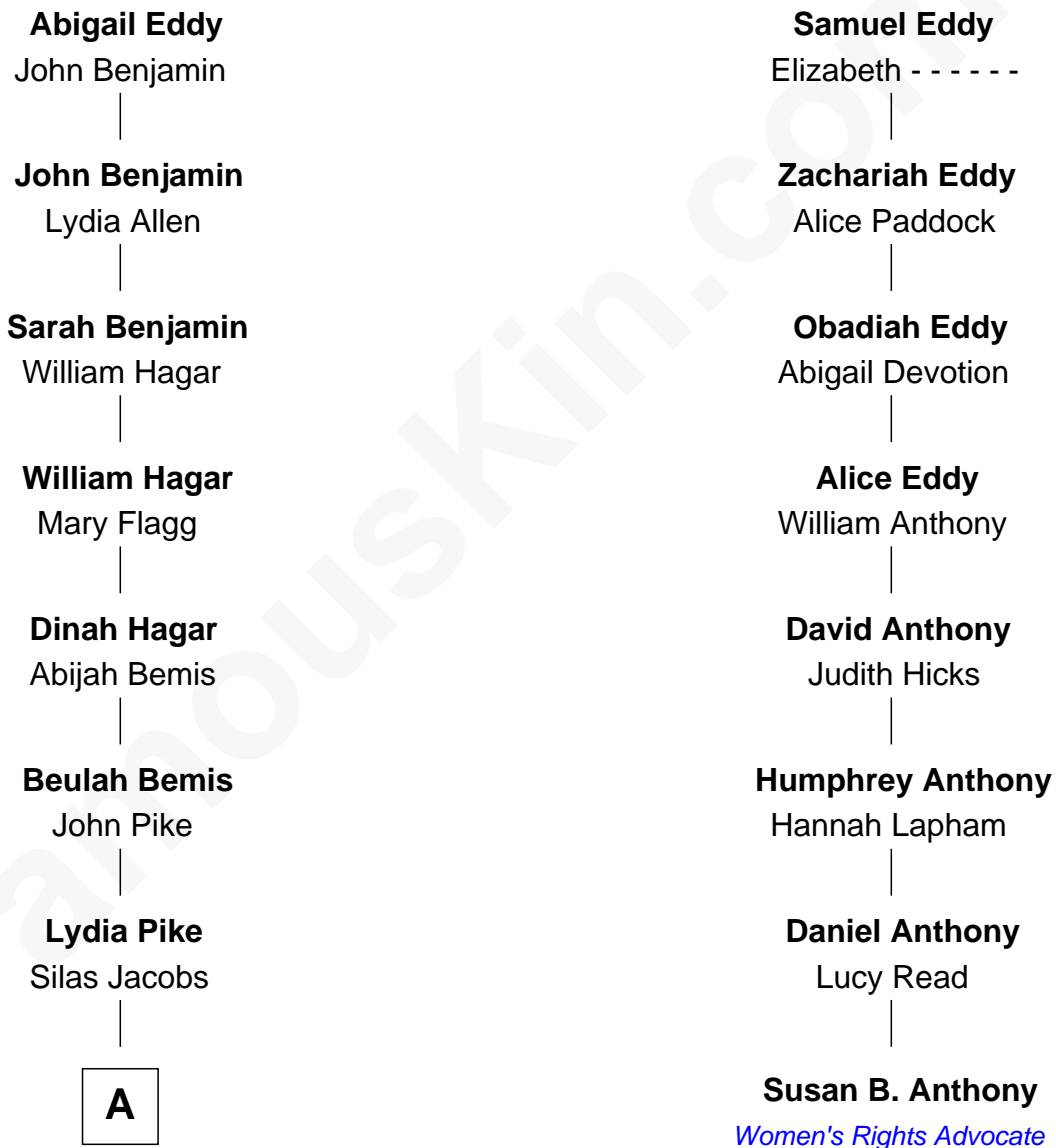 Abigail Eddy
John Benjamin
John Benjamin
Lydia Allen
Sarah Benjamin
William Hagar
William Hagar
Mary Flagg
Dinah Hagar
Abijah Bemis
Beulah Bemis
John Pike
Lydia Pike
Silas Jacobs
A
Samuel Eddy
Elizabeth - - - - - -
Zachariah Eddy
Alice Paddock
Obadiah Eddy
Abigail Devotion
Alice Eddy
William Anthony
David Anthony
Judith Hicks
Humphrey Anthony
Hannah Lapham
Daniel Anthony
Lucy Read
Susan B. Anthony
Women's Rights Advocate
amouskin.com